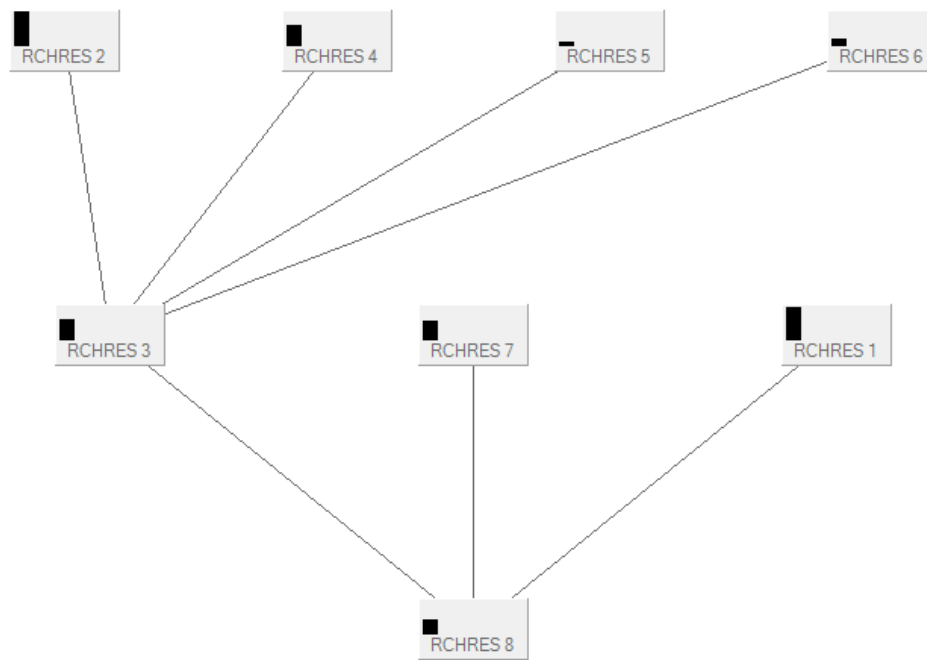 RCHRES 2
RCHRES 4
RCHRES 5
RCHRES 6
RCHRES 3
RCHRES 7
RCHRES 1
RCHRES 8